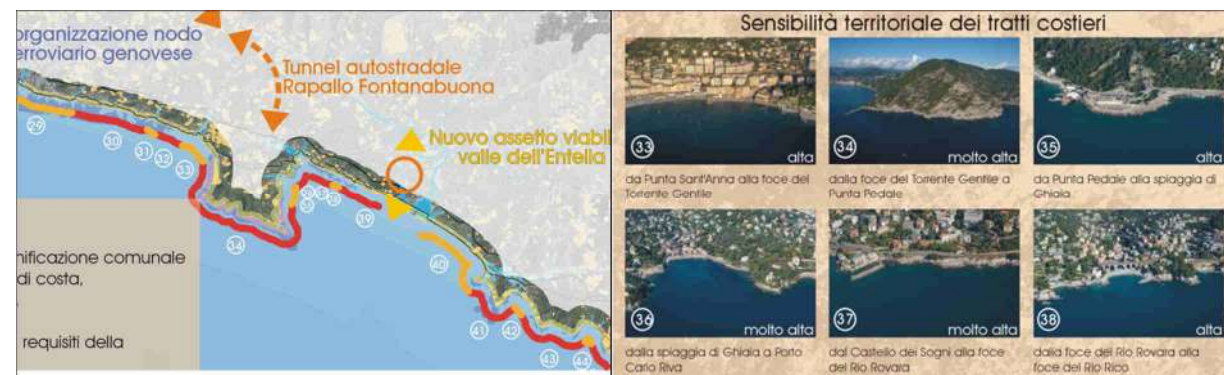 organizzazione nodo
ferroviario genovese
Tunnel autostradale
Rapallo Fontanabuona
Nuovo assetto viabil
valle dell'Entella
29
30
31
32
33
34
39
40
41
42
43
44
nificazione comunale
di costa,
requisiti della
Sensibilità territoriale dei tratti costieri
33
alta
da Punta Sant'Anna alla foce del
Torrente Gentile
34
molto alta
dalla foce del Torrente Gentile a
Punta Pedale
35
alta
da Punta Pedale alla spiaggia di
Ghiaia
36
molto alta
dalla spiaggia di Ghiaia a Porto
Carlo Riva
37
molto alta
dal Castello dei Sogni alla foce
del Rio Rovara
38
alta
dalla foce del Rio Rovara alla
foce del Rio Rico